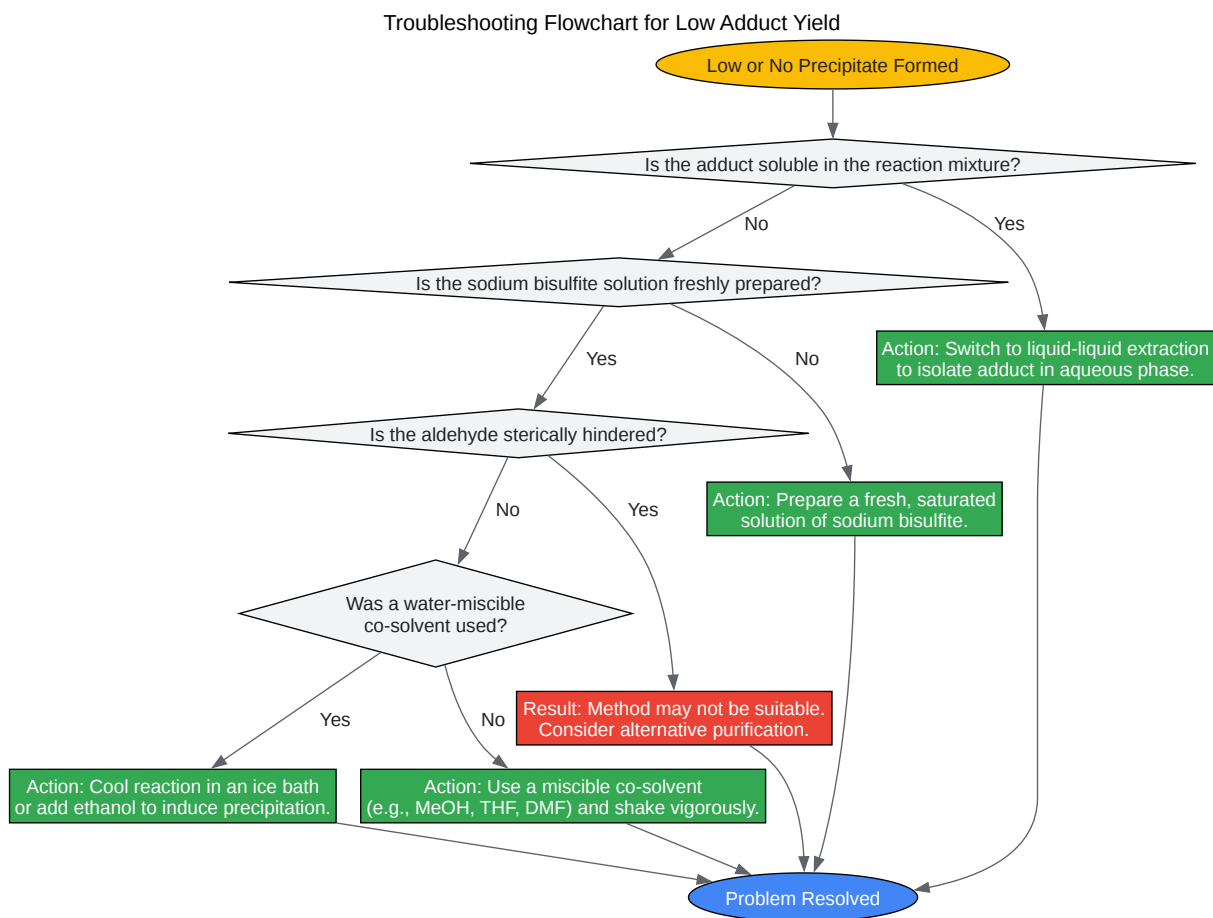 Troubleshooting Flowchart for Low Adduct Yield
Low or No Precipitate Formed
Is the adduct soluble in the reaction mixture?
No
Yes
Is the sodium bisulfite solution freshly prepared?
Yes
No
Action: Switch to liquid-liquid extraction
to isolate adduct in aqueous phase.
Is the aldehyde sterically hindered?
No
Yes
Action: Prepare a fresh, saturated
solution of sodium bisulfite.
Was a water-miscible
co-solvent used?
Yes
No
Result: Method may not be suitable.
Consider alternative purification.
Action: Cool reaction in an ice bath
or add ethanol to induce precipitation.
Action: Use a miscible co-solvent
(e.g., MeOH, THF, DMF) and shake vigorously.
Problem Resolved